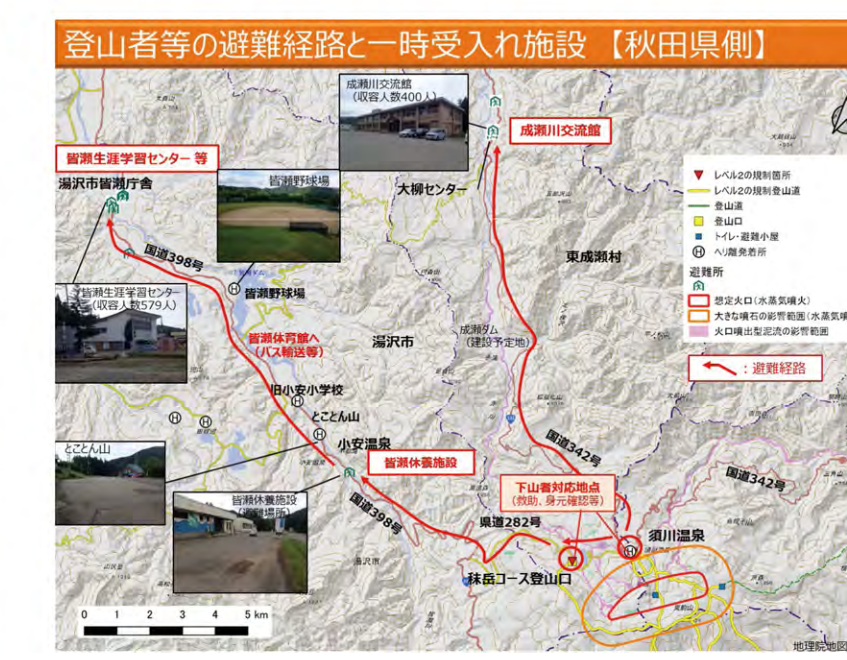 登山者等の避難経路と一時受入れ施設 【秋田県側】
成瀬川交流館
（収容人数400人）
成瀬川交流館
皆瀬生涯学習センター 等
湯沢市皆瀬庁舎
皆瀬野球場
大柳センター
レベル2の規制箇所
レベル2の規制登山道
登山道
登山口
トイレ・避難小屋
ヘリ離発着所
避難所
想定火口（水蒸気噴火）
大きな噴石の影響範囲（水蒸気噴
火口噴出型泥流の影響範囲
：避難経路
国道398号
東成瀬村
皆瀬生涯学習センター
（収容人数579人）
皆瀬野球場
皆瀬体育館へ
（バス輸送等）
湯沢市
成瀬ダム
（建設予定地）
旧小安小学校
とことん山
小安温泉
とことん山
皆瀬休養施設
国道342号
国道342号
下山者対応地点
（救助、身元確認等）
皆瀬休養施設
（避難場所）
国道398号
県道282号
須川温泉
湯沢市
秣岳コース登山口
0 1 2 3 4 5 km
地理院地図